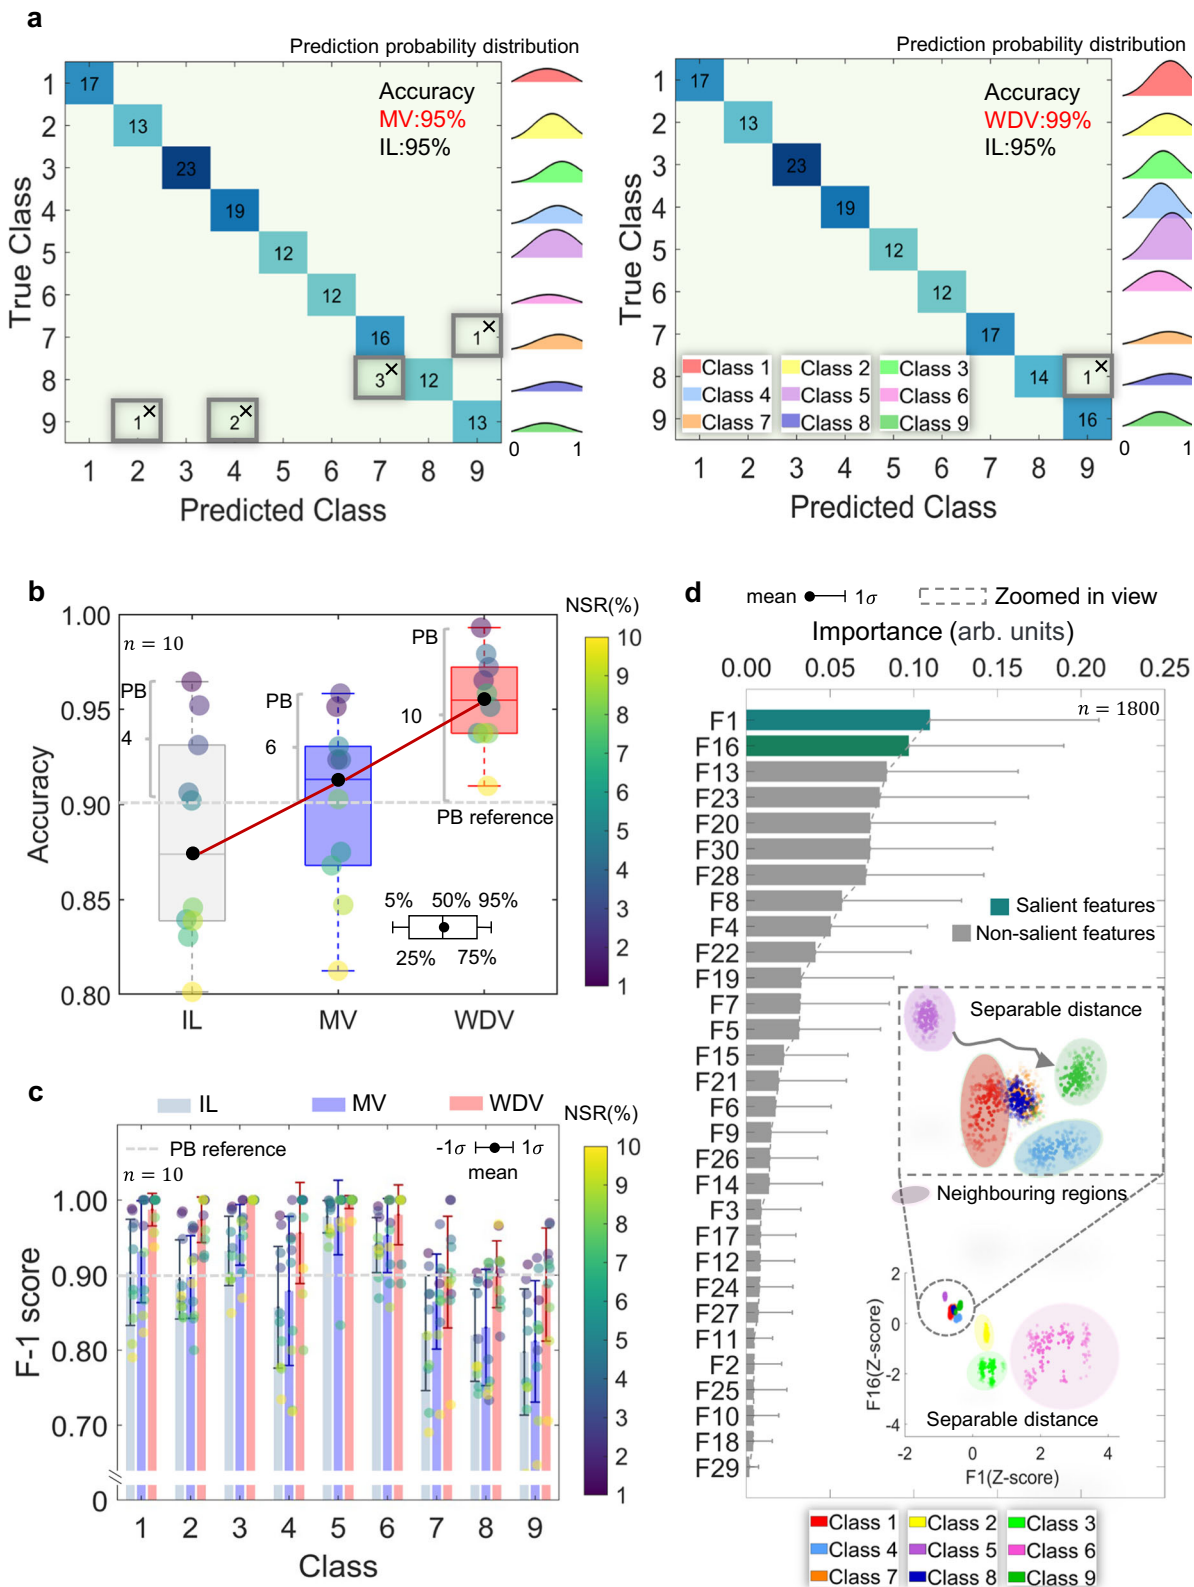 a
Prediction probability distribution
Accuracy
MV:95%
IL:95%
True Class
1
2
3
4
5
6
7
8
9
17
13
23
19
12
12
16
1
×
3
×
12
1
×
2
×
13
0 1
1 2 3 4 5 6 7 8 9
Predicted Class
Prediction probability distribution
Accuracy
WDV:99%
IL:95%
True Class
1
2
3
4
5
6
7
8
9
17
13
23
19
12
12
17
14
1
×
16
Class 1 Class 2 Class 3
Class 4 Class 5 Class 6
Class 7 Class 8 Class 9
0 1
1 2 3 4 5 6 7 8 9
Predicted Class
b
Accuracy
1.00
0.95
0.90
0.85
0.80
n = 10
PB
4
PB
6
PB
10
PB reference
5% 50% 95%
25% 75%
IL MV WDV
NSR(%)
10
9
8
7
6
5
4
3
2
1
c
IL MV WDV
PB reference
n = 10
-1σ 1σ
mean
F-1 score
1.00
0.90
0.80
0.70
0
1 2 3 4 5 6 7 8 9
Class
NSR(%)
10
9
8
7
6
5
4
3
2
1
d
mean 1σ Zoomed in view
Importance (arb. units)
0.00 0.05 0.10 0.15 0.20 0.25
n = 1800
F1
F16
F13
F23
F20
F30
F28
F8
F4
F22
F19
F7
F5
F15
F21
F6
F9
F26
F14
F3
F17
F12
F24
F27
F11
F2
F25
F10
F18
F29
Salient features
Non-salient features
Separable distance
Neighbouring regions
F16(Z-score)
2
0
-2
-4
Separable distance
-2 0 2 4
F1(Z-score)
Class 1 Class 2 Class 3
Class 4 Class 5 Class 6
Class 7 Class 8 Class 9